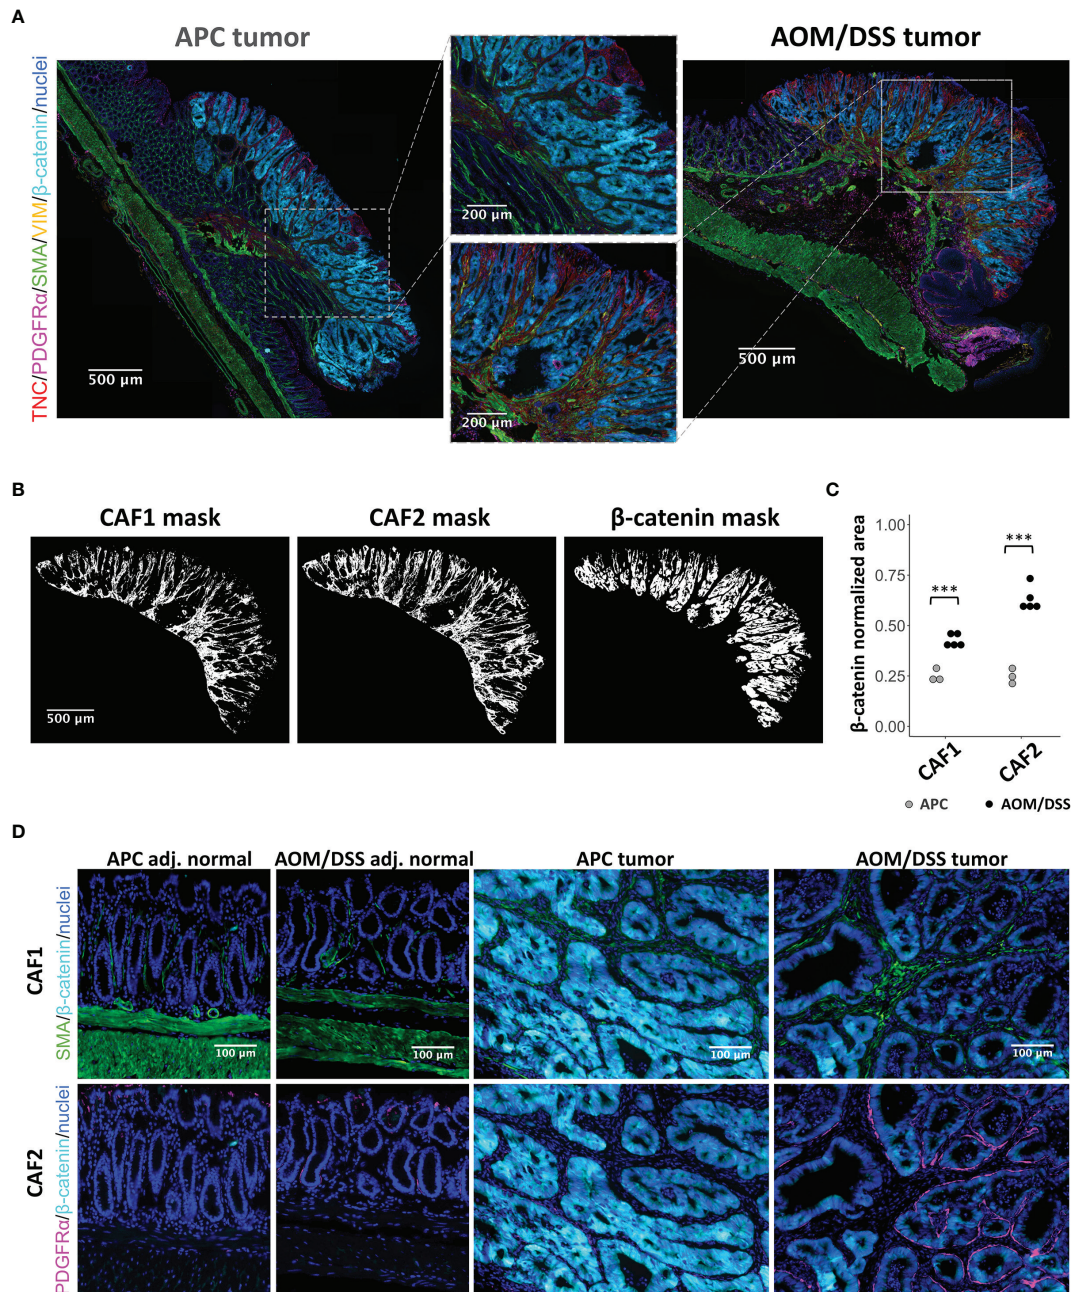 A
APC tumor
AOM/DSS tumor
TNC/PDGFRα/SMA/VIM/β-catenin/nuclei
200 µm
500 µm
500 µm
200 µm
B
CAF1 mask
CAF2 mask
β-catenin mask
500 µm
C
β-catenin normalized area
1.00
0.75
0.50
0.25
0.00
***
***
CAF1
CAF2
APC
AOM/DSS
D
APC adj. normal
AOM/DSS adj. normal
APC tumor
AOM/DSS tumor
CAF1
SMA/β-catenin/nuclei
100 µm
100 µm
100 µm
100 µm
CAF2
PDGFRα/β-catenin/nuclei